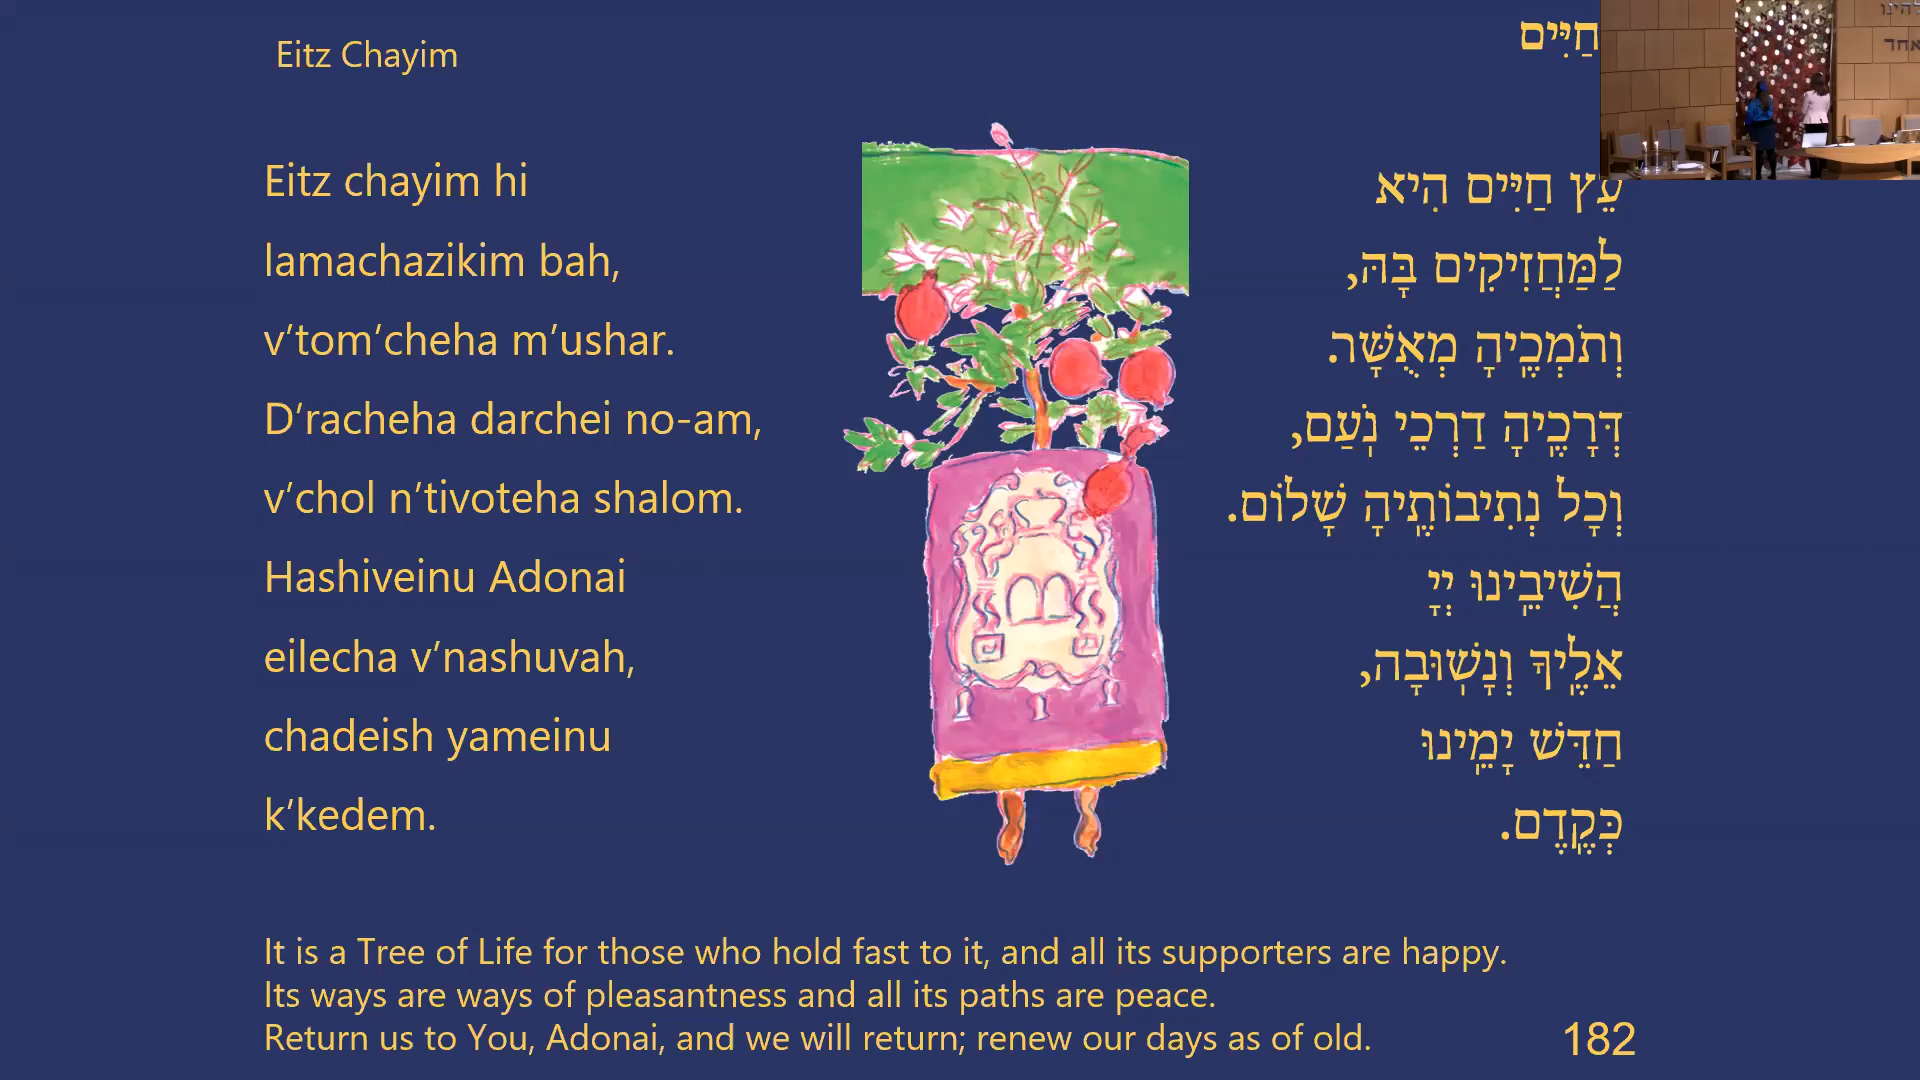 Eitz Chayim
חַיִּים
Eitz chayim hi
lamachazikim bah,
v’tom’cheha m’ushar.
D’racheha darchei no-am,
v’chol n’tivoteha shalom.
Hashiveinu Adonai
eilecha v’nashuvah,
chadeish yameinu
k’kedem.
עֵץ חַיִּים הִיא
לַמַּחֲזִיקִים בָּהּ,
וְתֹמְכֶֽיהָ מְאֻשָּׁר.
דְּרָכֶֽיהָ דַרְכֵי נֹֽעַם,
וְכָל נְתִיבוֹתֶֽיהָ שָׁלוֹם.
הֲשִׁיבֵֽינוּ יְיָ
אֵלֶֽיךָ וְנָשֽׁוּבָה,
חַדֵּשׁ יָמֵֽינוּ
כְּקֶֽדֶם.
It is a Tree of Life for those who hold fast to it, and all its supporters are happy.
Its ways are ways of pleasantness and all its paths are peace.
Return us to You, Adonai, and we will return; renew our days as of old.
182